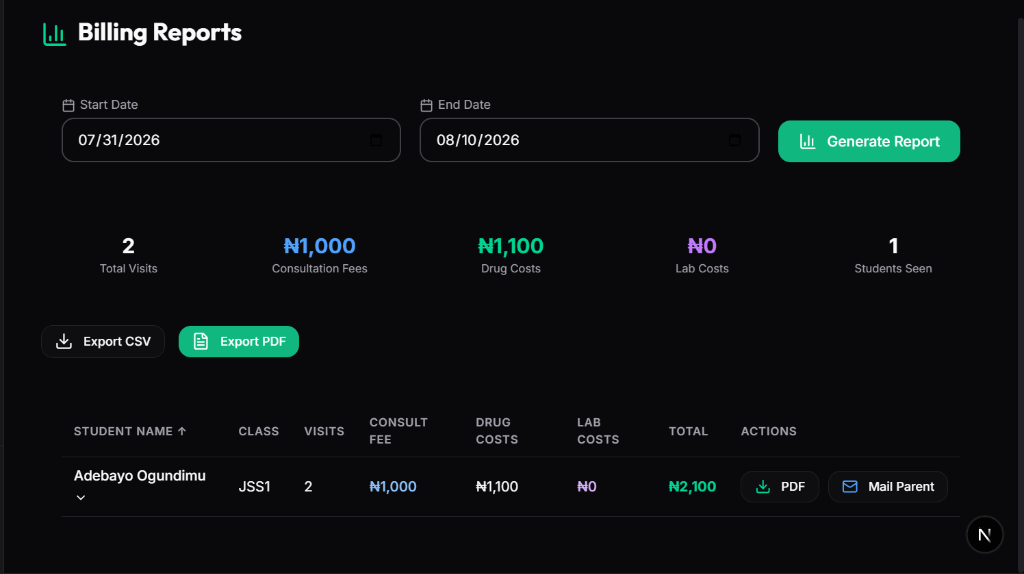 Billing Reports
Start Date
End Date
07/31/2026
08/10/2026
Generate Report
2
₦1,000
₦1,100
₦0
1
Total Visits
Consultation Fees
Drug Costs
Lab Costs
Students Seen
Export CSV
Export PDF
STUDENT NAME ↑
CLASS
VISITS
CONSULT
FEE
DRUG
COSTS
LAB
COSTS
TOTAL
ACTIONS
Adebayo Ogundimu
JSS1
2
₦1,000
₦1,100
₦0
₦2,100
PDF
Mail Parent
N